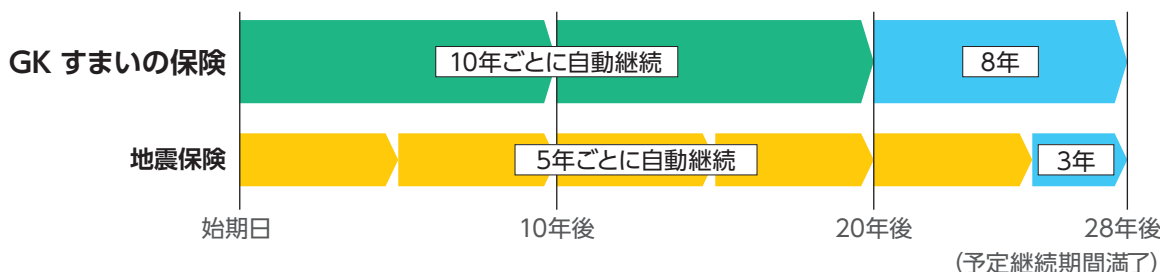 GK すまいの保険
10年ごとに自動継続
8年
地震保険
5年ごとに自動継続
3年
始期日
10年後
20年後
28年後
(予定継続期間満了)